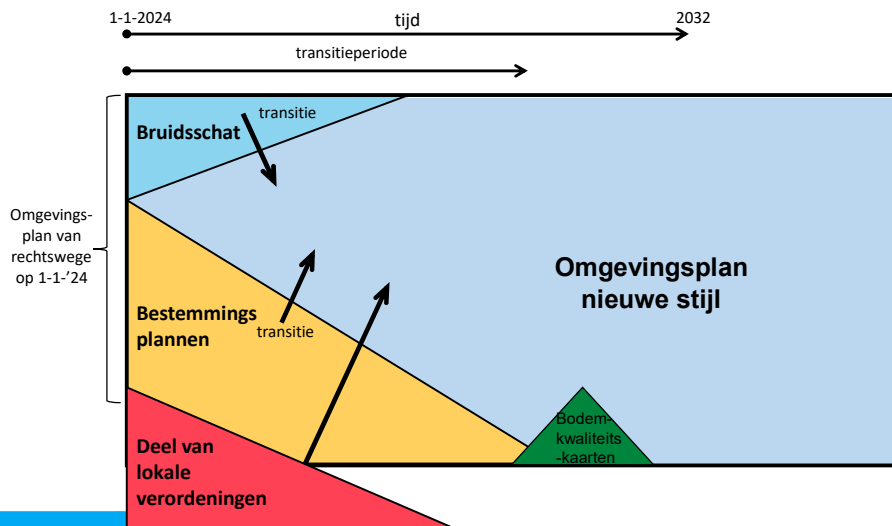 1-1-2024
tijd
2032
transitieperiode
transitie
Bruidsschat
Omgevings-
plan van
rechtswege
op 1-1-’24
Omgevingsplan
nieuwe stijl
Bestemmings
plannen
transitie
Bodem-
kwaliteits
-kaarten
Deel van
lokale
verordeningen